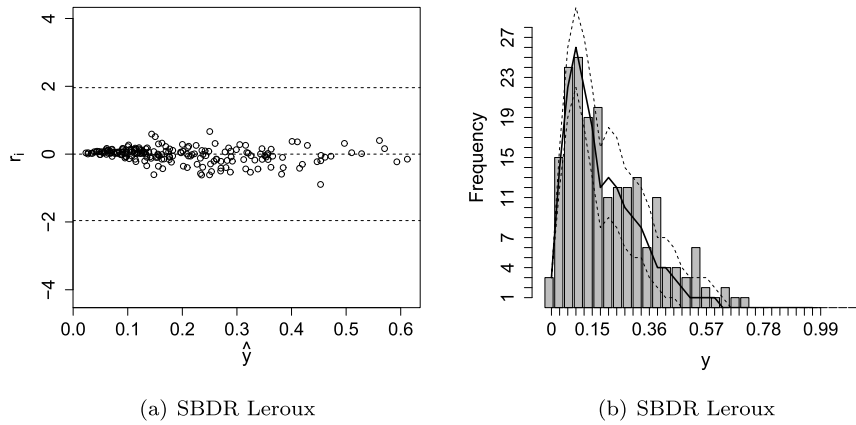 4
2
0
−2
−4
r_i
0.0 0.1 0.2 0.3 0.4 0.5 0.6
ŷ
(a) SBDR Leroux
27
23
19
15
11
7
4
1
Frequency
0 0.15 0.36 0.57 0.78 0.99
y
(b) SBDR Leroux